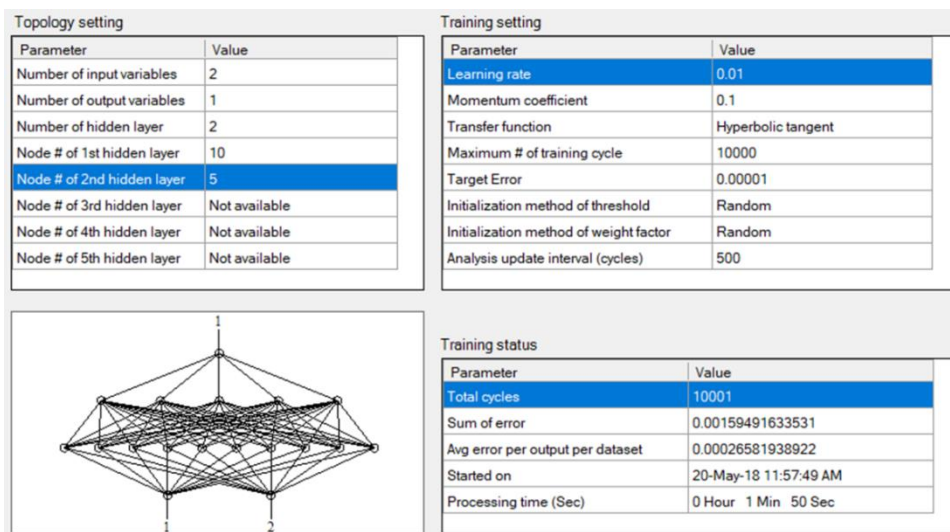 Topology setting
Parameter Value
Number of input variables 2
Number of output variables 1
Number of hidden layer 2
Node # of 1st hidden layer 10
Node # of 2nd hidden layer 5
Node # of 3rd hidden layer Not available
Node # of 4th hidden layer Not available
Node # of 5th hidden layer Not available
Training setting
Parameter Value
Learning rate 0.01
Momentum coefficient 0.1
Transfer function Hyperbolic tangent
Maximum # of training cycle 10000
Target Error 0.00001
Initialization method of threshold Random
Initialization method of weight factor Random
Analysis update interval (cycles) 500
1
1 2
Training status
Parameter Value
Total cycles 10001
Sum of error 0.00159491633531
Avg error per output per dataset 0.00026581938922
Started on 20-May-18 11:57:49 AM
Processing time (Sec) 0 Hour 1 Min 50 Sec